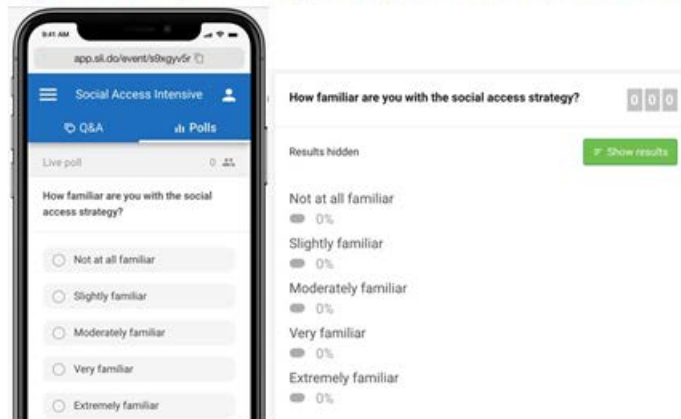 9:41 AM
app.sli.do/event/s9xgyv5r
Social Access Intensive
Q&A
Polls
Live poll
0
How familiar are you with the social
access strategy?
Not at all familiar
Slightly familiar
Moderately familiar
Very familiar
Extremely familiar
How familiar are you with the social access strategy?
0 0 0
Results hidden
Show results
Not at all familiar
0%
Slightly familiar
0%
Moderately familiar
0%
Very familiar
0%
Extremely familiar
0%